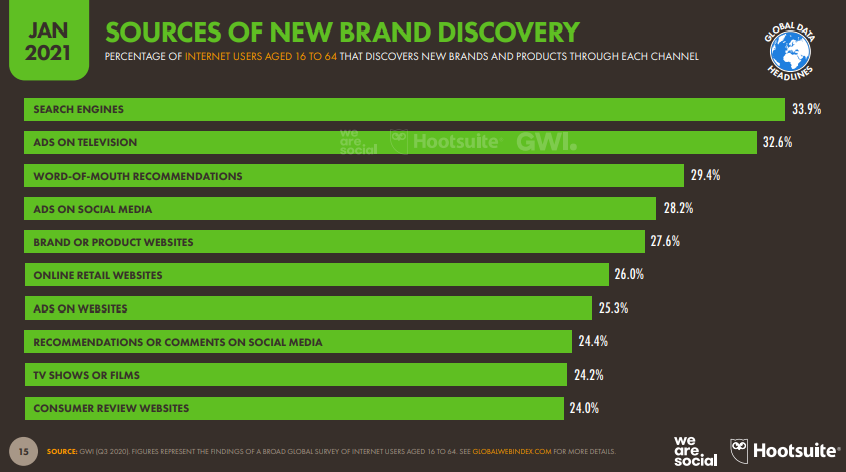 JAN
2021
SOURCES OF NEW BRAND DISCOVERY
PERCENTAGE OF INTERNET USERS AGED 16 TO 64 THAT DISCOVERS NEW BRANDS AND PRODUCTS THROUGH EACH CHANNEL
GLOBAL DATA
HEADLINES
SEARCH ENGINES 33.9%
ADS ON TELEVISION 32.6%
we
are
social
Hootsuite®
GWI.
WORD-OF-MOUTH RECOMMENDATIONS 29.4%
ADS ON SOCIAL MEDIA 28.2%
BRAND OR PRODUCT WEBSITES 27.6%
ONLINE RETAIL WEBSITES 26.0%
ADS ON WEBSITES 25.3%
RECOMMENDATIONS OR COMMENTS ON SOCIAL MEDIA 24.4%
TV SHOWS OR FILMS 24.2%
CONSUMER REVIEW WEBSITES 24.0%
15
SOURCE: GWI (Q3 2020). FIGURES REPRESENT THE FINDINGS OF A BROAD GLOBAL SURVEY OF INTERNET USERS AGED 16 TO 64. SEE GLOBALWEBINDEX.COM FOR MORE DETAILS.
we
are
social
Hootsuite®